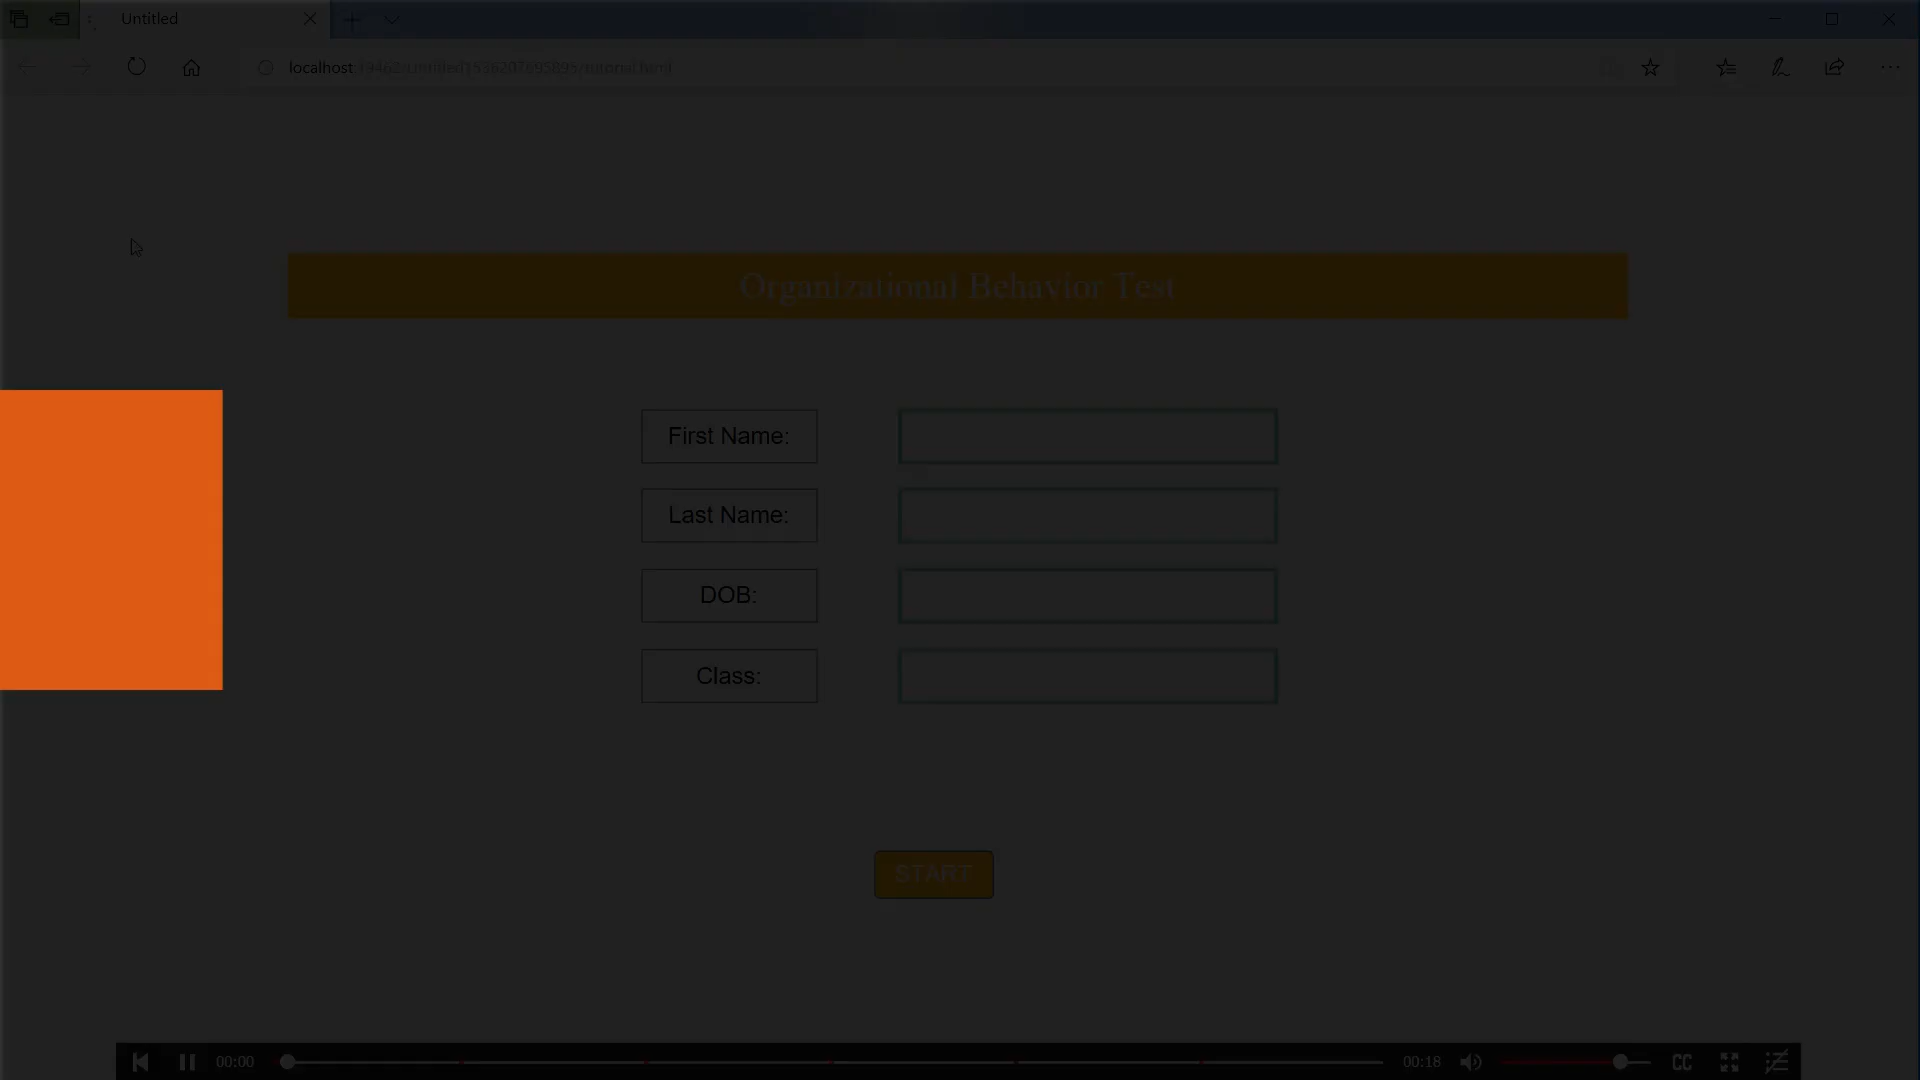 Untitled
localhost
Organizational Behavior Test
First Name:
Last Name:
DOB:
Class:
START
00:00
00:18
CC